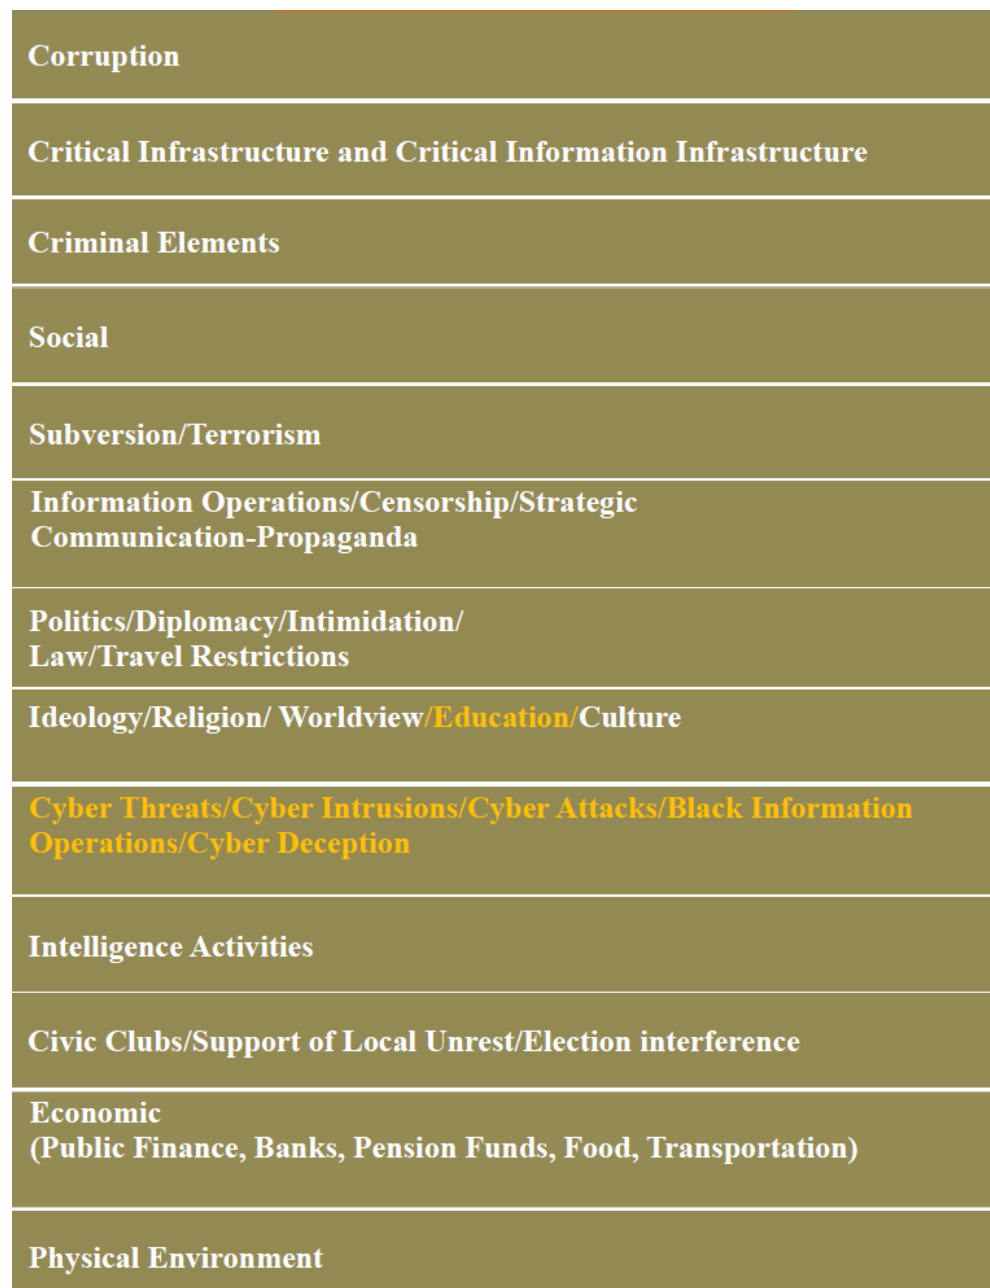 Corruption
Critical Infrastructure and Critical Information Infrastructure
Criminal Elements
Social
Subversion/Terrorism
Information Operations/Censorship/Strategic
Communication-Propaganda
Politics/Diplomacy/Intimidation/
Law/Travel Restrictions
Ideology/Religion/ Worldview/Education/Culture
Cyber Threats/Cyber Intrusions/Cyber Attacks/Black Information
Operations/Cyber Deception
Intelligence Activities
Civic Clubs/Support of Local Unrest/Election interference
Economic
(Public Finance, Banks, Pension Funds, Food, Transportation)
Physical Environment